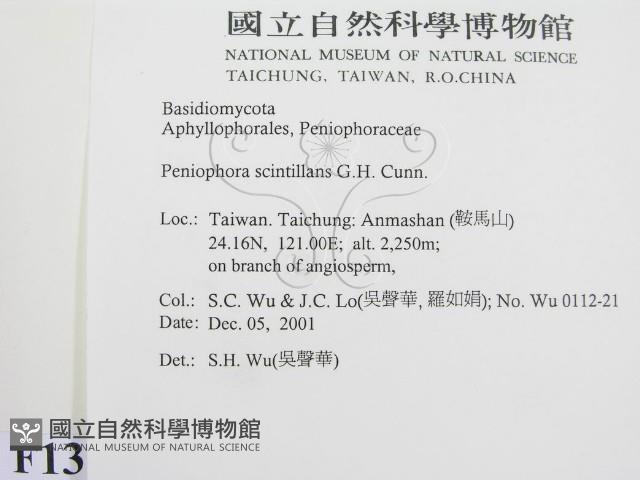 國立自然科學博物館
NATIONAL MUSEUM OF NATURAL SCIENCE
TAICHUNG, TAIWAN, R.O.CHINA
Basidiomycota
Aphyllophorales, Peniophoraceae
Peniophora scintillans G.H. Cunn.
Loc.: Taiwan. Taichung: Anmashan (鞍馬山)
24.16N, 121.00E; alt. 2,250m;
on branch of angiosperm,
Col.: S.C. Wu & J.C. Lo(吳聲華, 羅如娟); No. Wu 0112-21
Date: Dec. 05, 2001
Det.: S.H. Wu(吳聲華)
國立自然科學博物館
NATIONAL MUSEUM OF NATURAL SCIENCE
F13